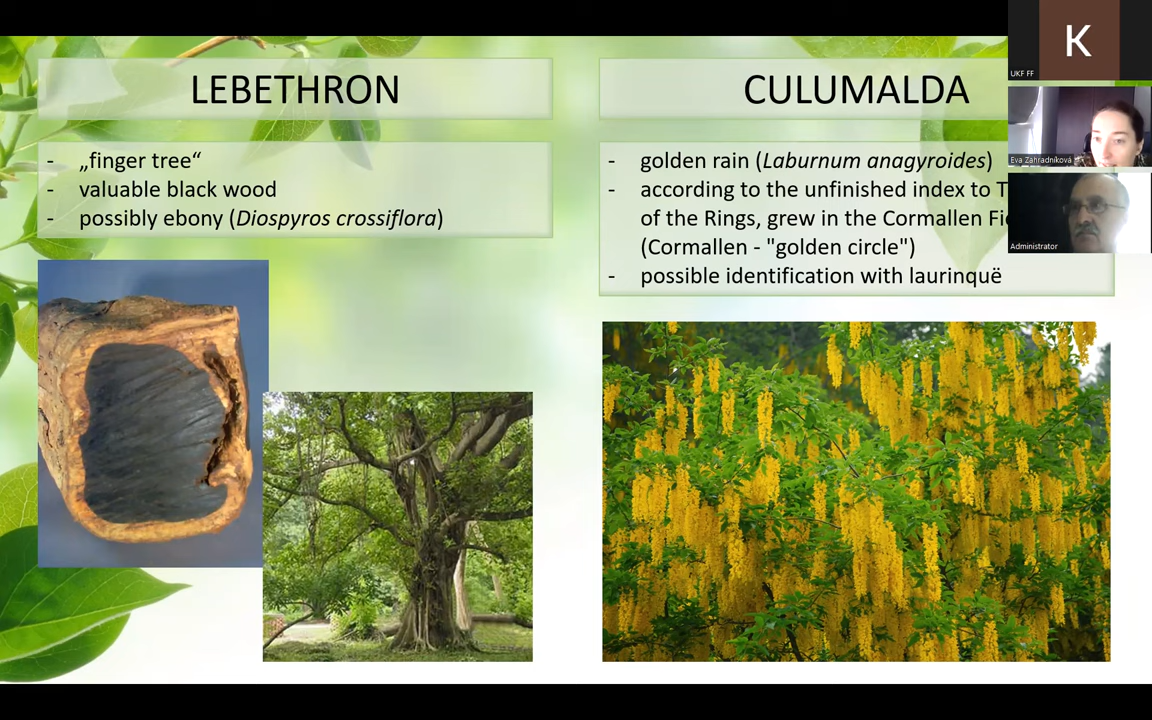 LEBETHRON
- „finger tree“
- valuable black wood
- possibly ebony (Diospyros crossiflora)
CULUMALDA
- golden rain (Laburnum anagyroides)
- according to the unfinished index to T
of the Rings, grew in the Cormallen Fi
(Cormallen - "golden circle")
- possible identification with laurinquë
K
UKF FF
Eva Zahradníková
Administrator